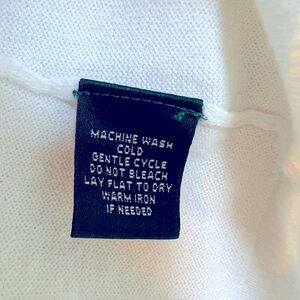 MACHINE WASH
COLD
GENTLE CYCLE
DO NOT BLEACH
LAY FLAT TO DRY
WARM IRON
IF NEEDED